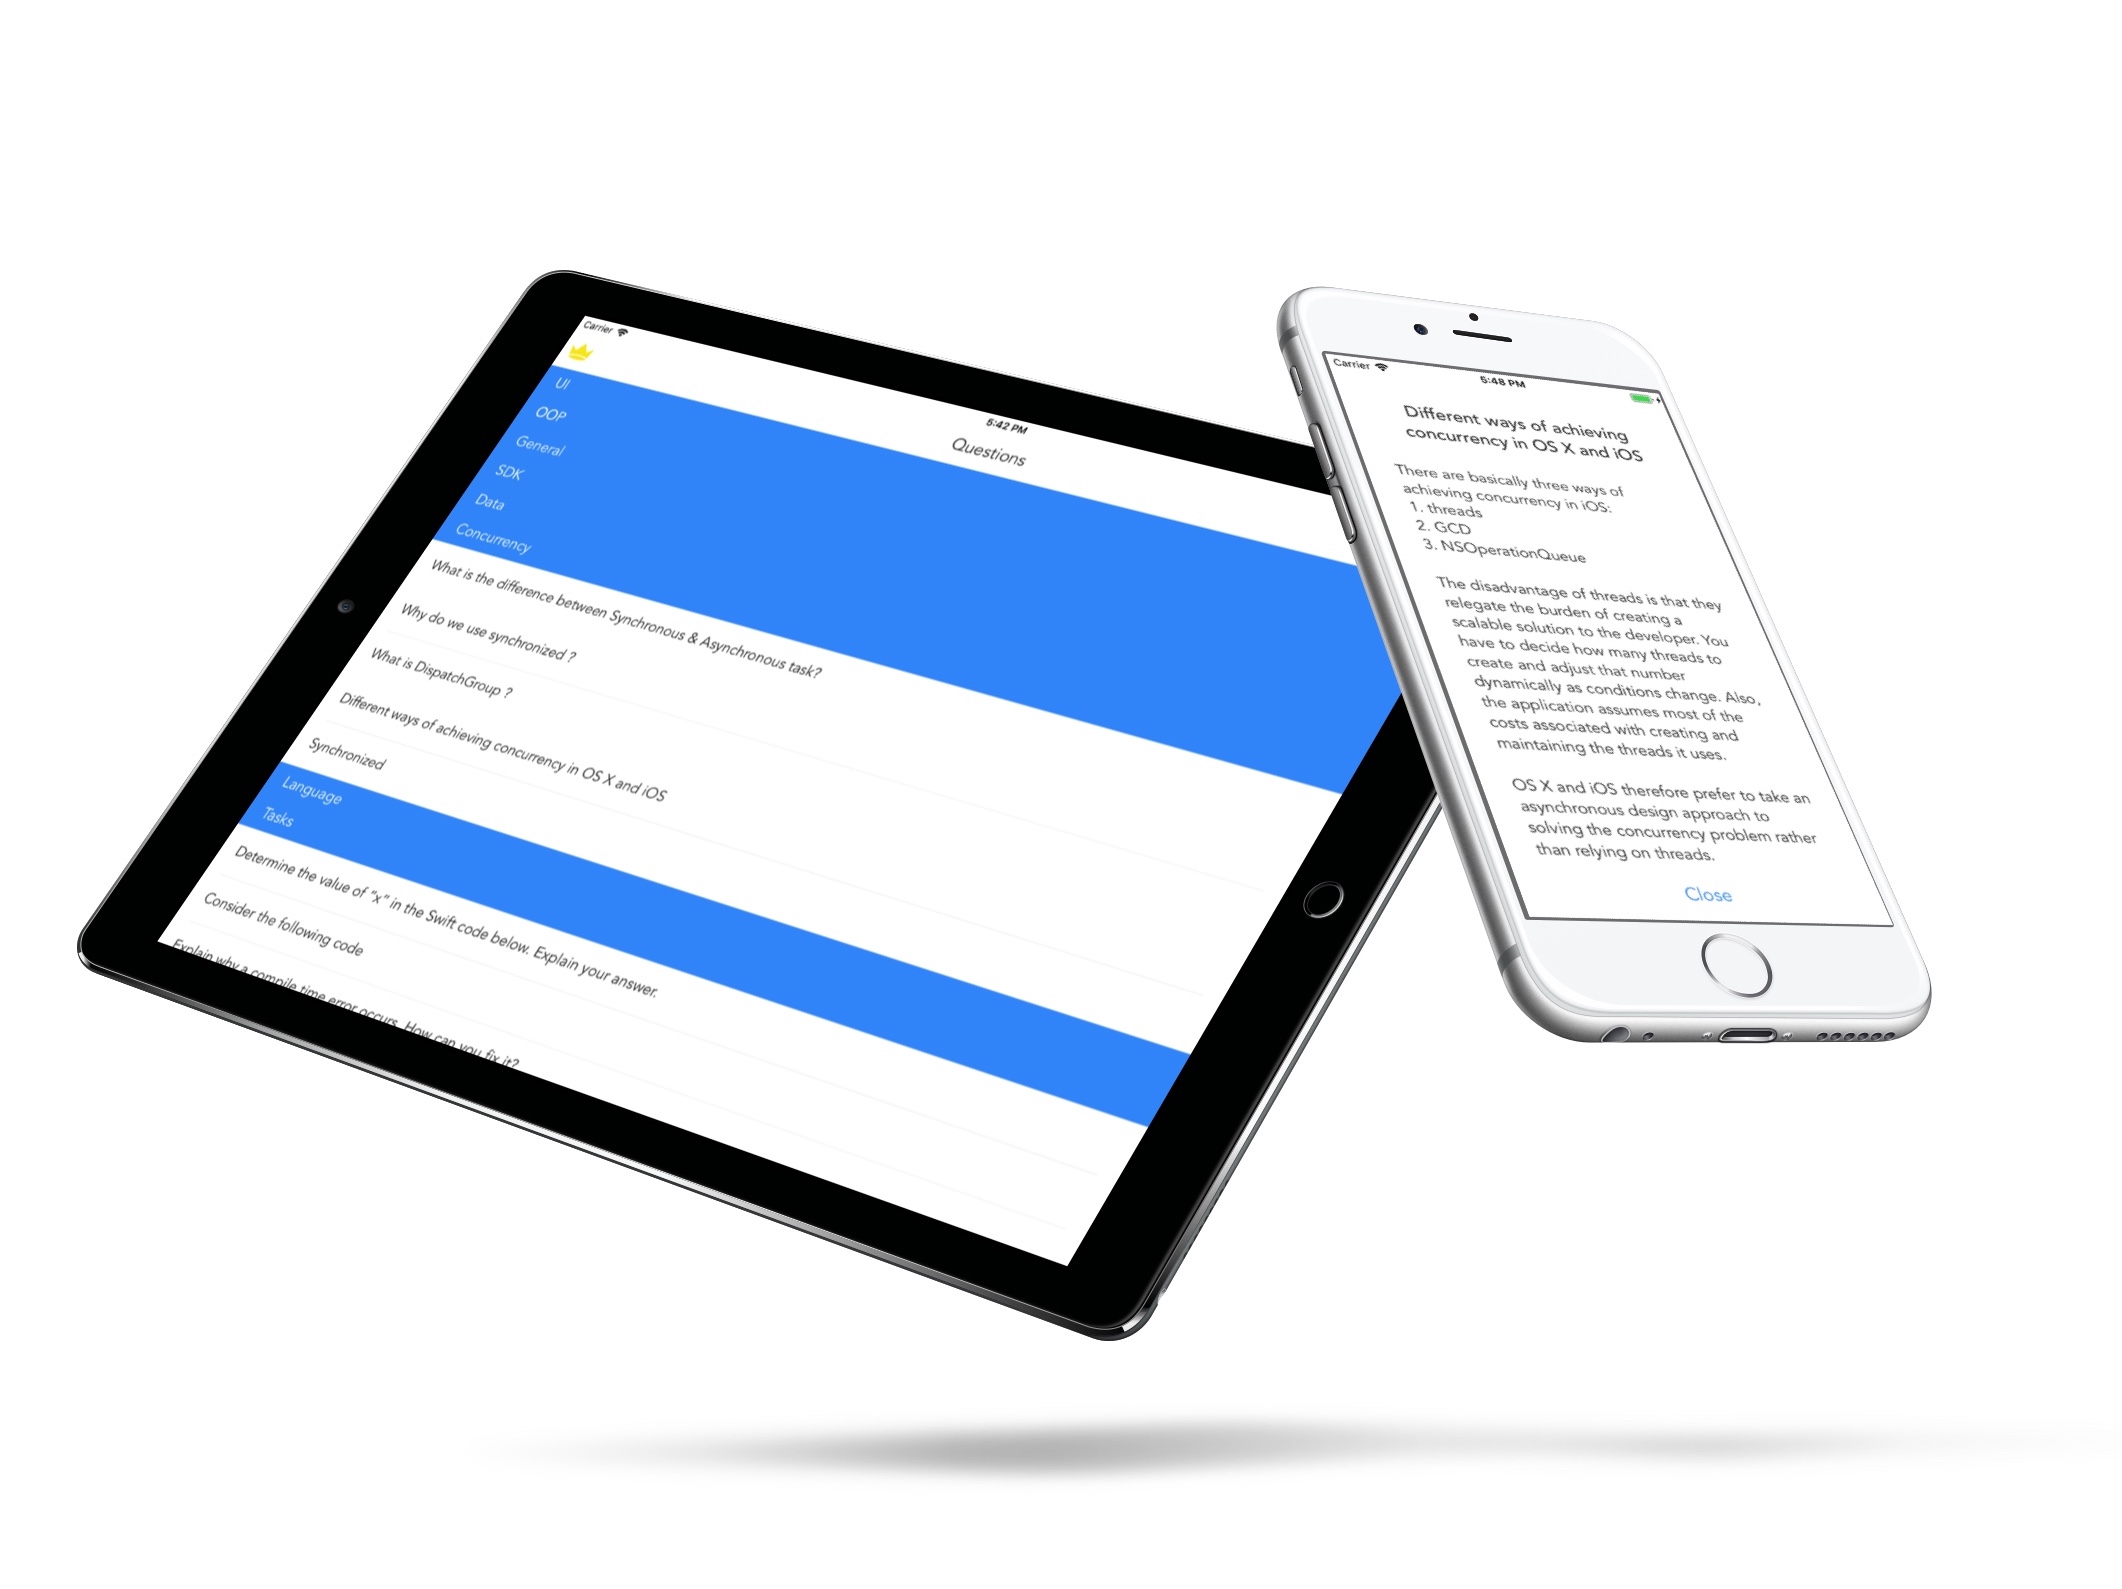 Carrier
5:42 PM
Questions
UI
OOP
General
SDK
Data
Concurrency
What is the difference between Synchronous & Asynchronous task?
Why do we use synchronized ?
What is DispatchGroup ?
Different ways of achieving concurrency in OS X and iOS
Synchronized
Language
Tasks
Determine the value of "x" in the Swift code below. Explain your answer.
Consider the following code
Explain why a compile time error occurs. How can you fix it?
Carrier
5:48 PM
Different ways of achieving
concurrency in OS X and iOS
There are basically three ways of
achieving concurrency in iOS:
1. threads
2. GCD
3. NSOperationQueue
The disadvantage of threads is that they
relegate the burden of creating a
scalable solution to the developer. You
have to decide how many threads to
create and adjust that number
dynamically as conditions change. Also,
the application assumes most of the
costs associated with creating and
maintaining the threads it uses.
OS X and iOS therefore prefer to take an
asynchronous design approach to
solving the concurrency problem rather
than relying on threads.
Close